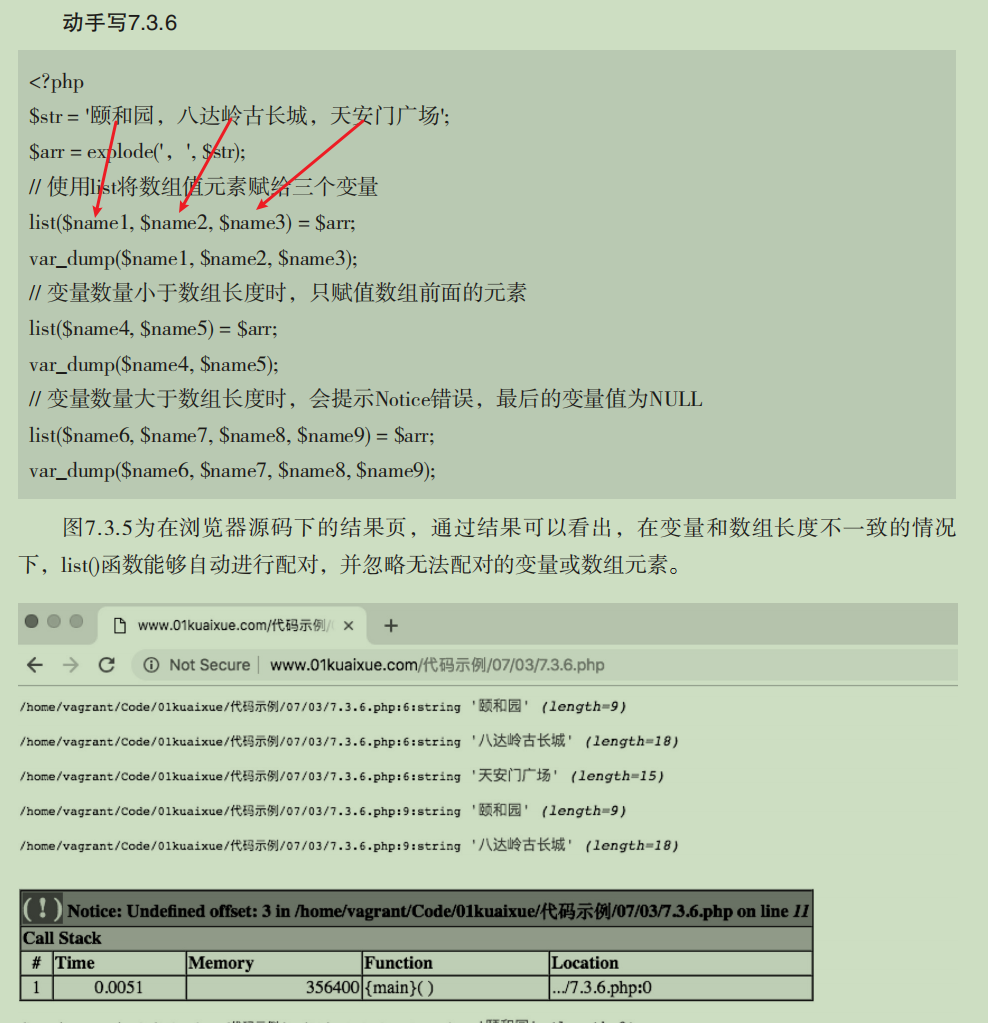 动手写7.3.6
<?php
$str = '颐和园，八达岭古长城，天安门广场';
$arr = explode('，', $str);
// 使用list将数组值元素赋给三个变量
list($name1, $name2, $name3) = $arr;
var_dump($name1, $name2, $name3);
// 变量数量小于数组长度时，只赋值数组前面的元素
list($name4, $name5) = $arr;
var_dump($name4, $name5);
// 变量数量大于数组长度时，会提示Notice错误，最后的变量值为NULL
list($name6, $name7, $name8, $name9) = $arr;
var_dump($name6, $name7, $name8, $name9);
图7.3.5为在浏览器源码下的结果页，通过结果可以看出，在变量和数组长度不一致的情况
下，list()函数能够自动进行配对，并忽略无法配对的变量或数组元素。
www.01kuaixue.com/代码示例/
Not Secure | www.01kuaixue.com/代码示例/07/03/7.3.6.php
/home/vagrant/Code/01kuaixue/代码示例/07/03/7.3.6.php:6:string '颐和园' (length=9)
/home/vagrant/Code/01kuaixue/代码示例/07/03/7.3.6.php:6:string '八达岭古长城' (length=18)
/home/vagrant/Code/01kuaixue/代码示例/07/03/7.3.6.php:6:string '天安门广场' (length=15)
/home/vagrant/Code/01kuaixue/代码示例/07/03/7.3.6.php:9:string '颐和园' (length=9)
/home/vagrant/Code/01kuaixue/代码示例/07/03/7.3.6.php:9:string '八达岭古长城' (length=18)
( ! ) Notice: Undefined offset: 3 in /home/vagrant/Code/01kuaixue/代码示例/07/03/7.3.6.php on line 11
Call Stack
# Time Memory Function Location
1 0.0051 356400 {main}( ) .../7.3.6.php:0